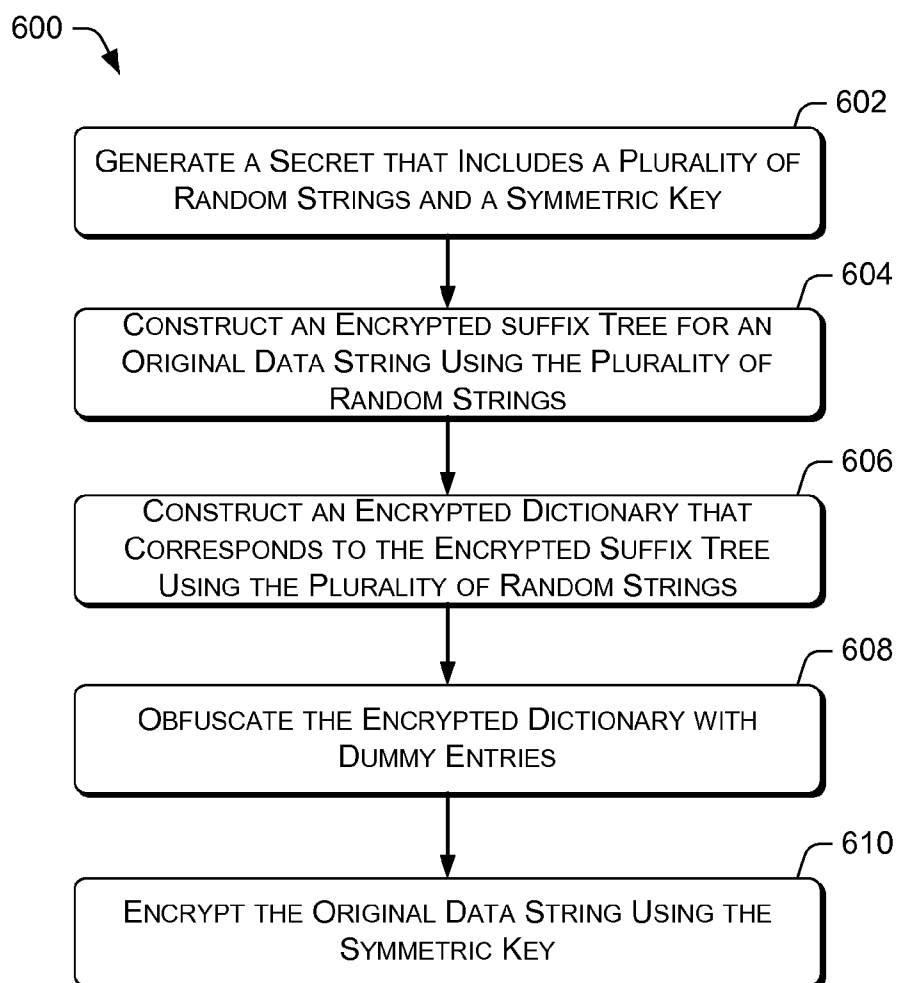 600
602
GENERATE A SECRET THAT INCLUDES A PLURALITY OF
RANDOM STRINGS AND A SYMMETRIC KEY
604
CONSTRUCT AN ENCRYPTED SUFFIX TREE FOR AN
ORIGINAL DATA STRING USING THE PLURALITY OF
RANDOM STRINGS
606
CONSTRUCT AN ENCRYPTED DICTIONARY THAT
CORRESPONDS TO THE ENCRYPTED SUFFIX TREE
USING THE PLURALITY OF RANDOM STRINGS
608
OBFUSCATE THE ENCRYPTED DICTIONARY WITH
DUMMY ENTRIES
610
ENCRYPT THE ORIGINAL DATA STRING USING THE
SYMMETRIC KEY